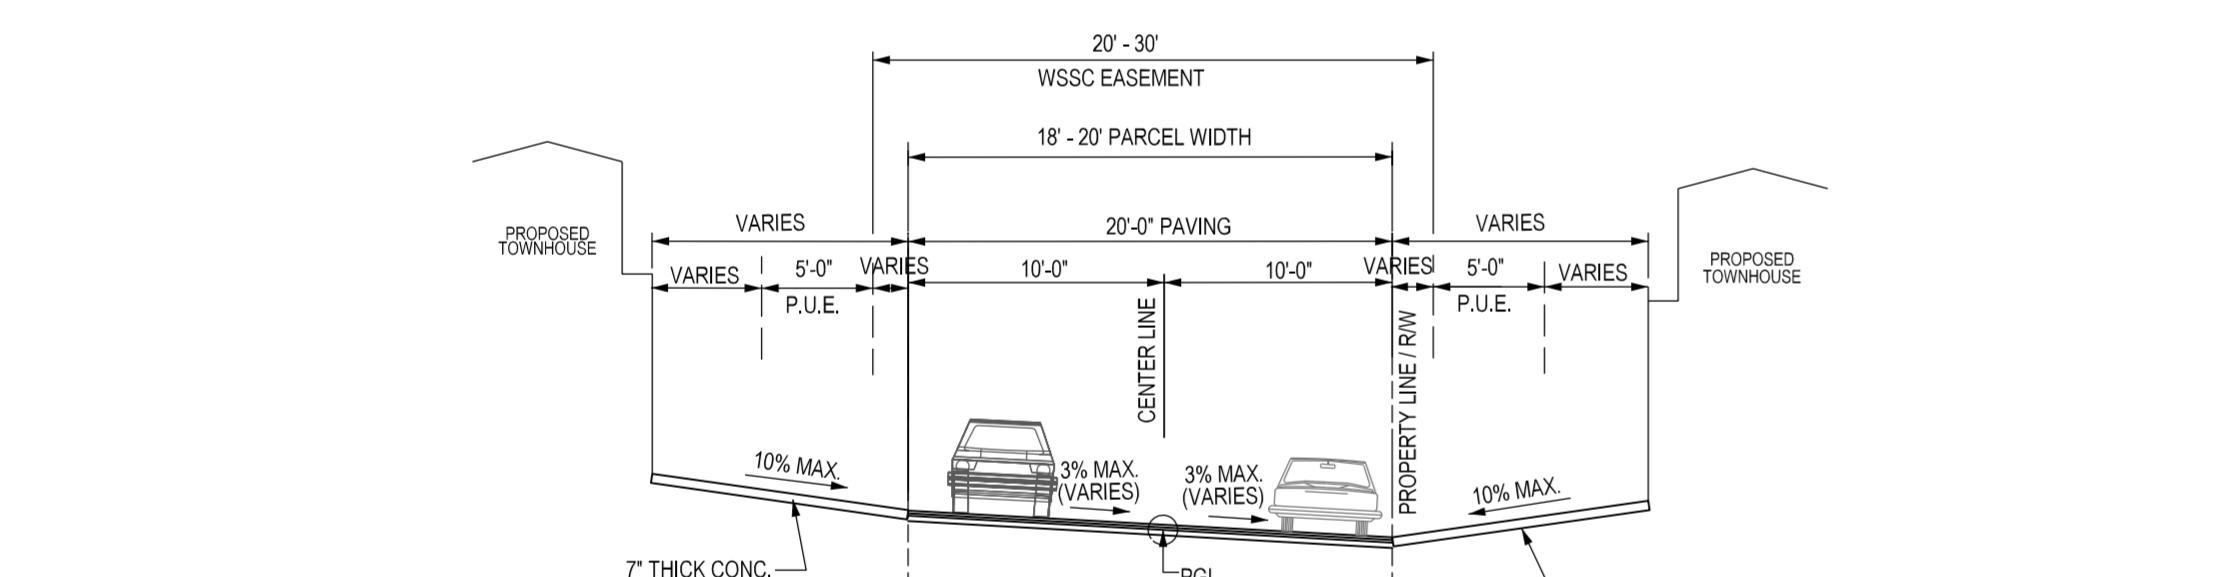 20' - 30'
WSSC EASEMENT
18' - 20' PARCEL WIDTH
VARIES
20'-0" PAVING
VARIES
PROPOSED
TOWNHOUSE
PROPOSED
TOWNHOUSE
VARIES
5'-0"
VARIES
10'-0"
10'-0"
VARIES
5'-0"
VARIES
P.U.E.
P.U.E.
CENTER LINE
PROPERTY LINE / R/W
10% MAX.
3% MAX.
(VARIES)
3% MAX.
(VARIES)
10% MAX.
7" THICK CONC.
PGL